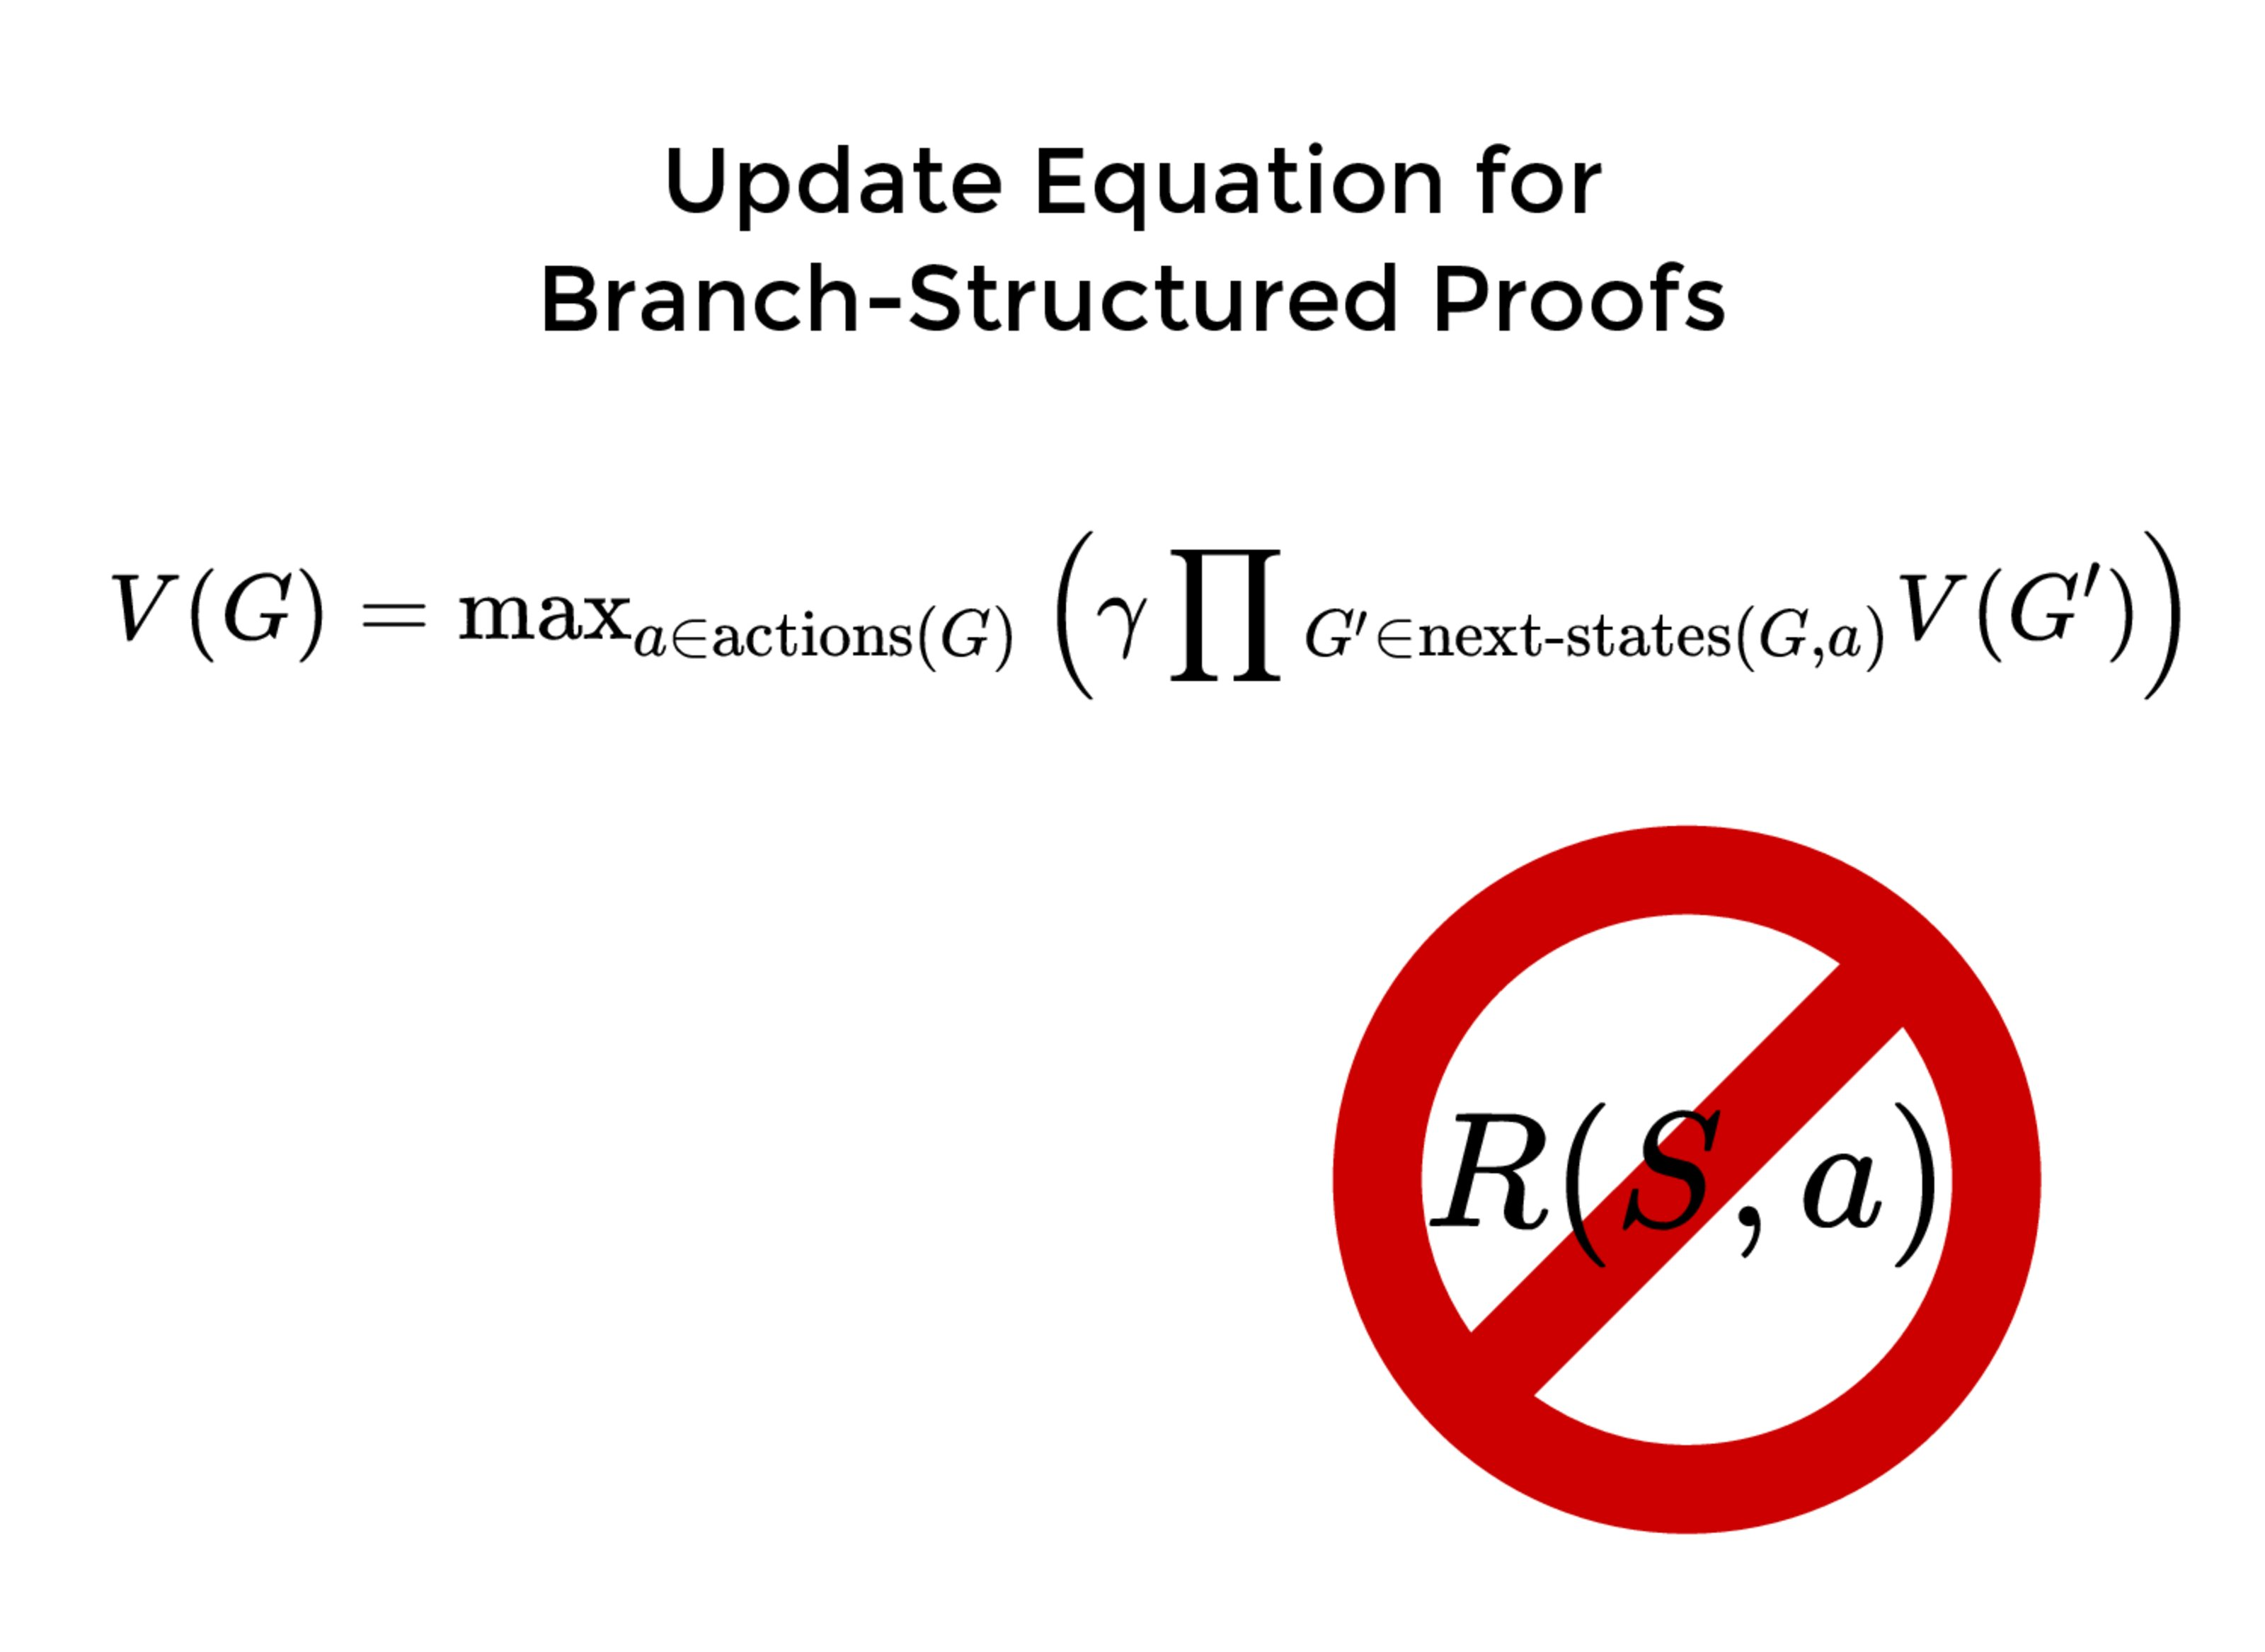 Update Equation for
Branch-Structured Proofs
V(G) = max_{a∈actions(G)} (γ ∏_{G′∈next-states(G,a)} V(G′))
R(S, a)